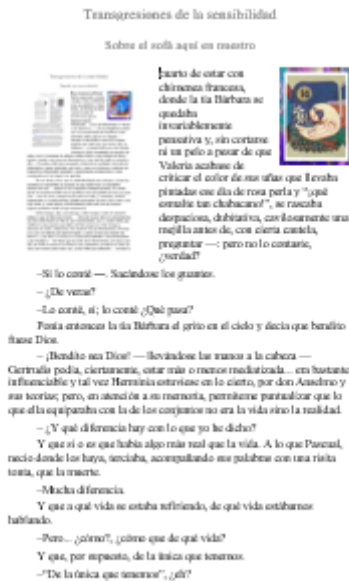 Transgresiones de la sensibilidad
Sobre el sofá aquí en nuestro
cuarto de estar con
chimenea francesa,
donde la tía Bárbara se
quedaba
invariablemente
pensativa y, sin cortarse
ni un pelo a pesar de que
Valeria acabase de
criticar el color de sus uñas que llevaba
pintadas ese día de rosa perla y “¡qué
esmalte tan chabacano!”, se rascaba
despaciosa, dubitativa, cavilosamente una
mejilla antes de, con cierta cautela,
preguntar —: pero no lo contaste,
¿verdad?
–Sí lo conté —. Sacándose los guantes.
– ¿De veras?
–Lo conté, sí; lo conté ¿Qué pasa?
Ponía entonces la tía Bárbara el grito en el cielo y decía que bendito
fuese Dios.
– ¡Bendito sea Dios! — llevándose las manos a la cabeza —
Gertrudis podía, ciertamente, estar más o menos mediatizada... era bastante
influenciable y tal vez Herminia estuviese en lo cierto, por don Anselmo y
sus teorías; pero, en atención a su memoria, permíteme puntualizar que lo
que ella equiparaba con la de los conjuntos no era la vida sino la realidad.
– ¿Y qué diferencia hay con lo que yo he dicho?
Y que si o es que había algo más real que la vida. A lo que Pascual,
necio donde los haya, terciaba, acompañando sus palabras con una risita
tonta, que la muerte.
–Mucha diferencia.
Y que a qué vida se estaba refiriendo, de qué vida estábamos
hablando.
–Pero... ¿cómo?, ¿cómo que de qué vida?
Y que, por supuesto, de la única que tenemos.
–“De la única que tenemos”, ¿eh?